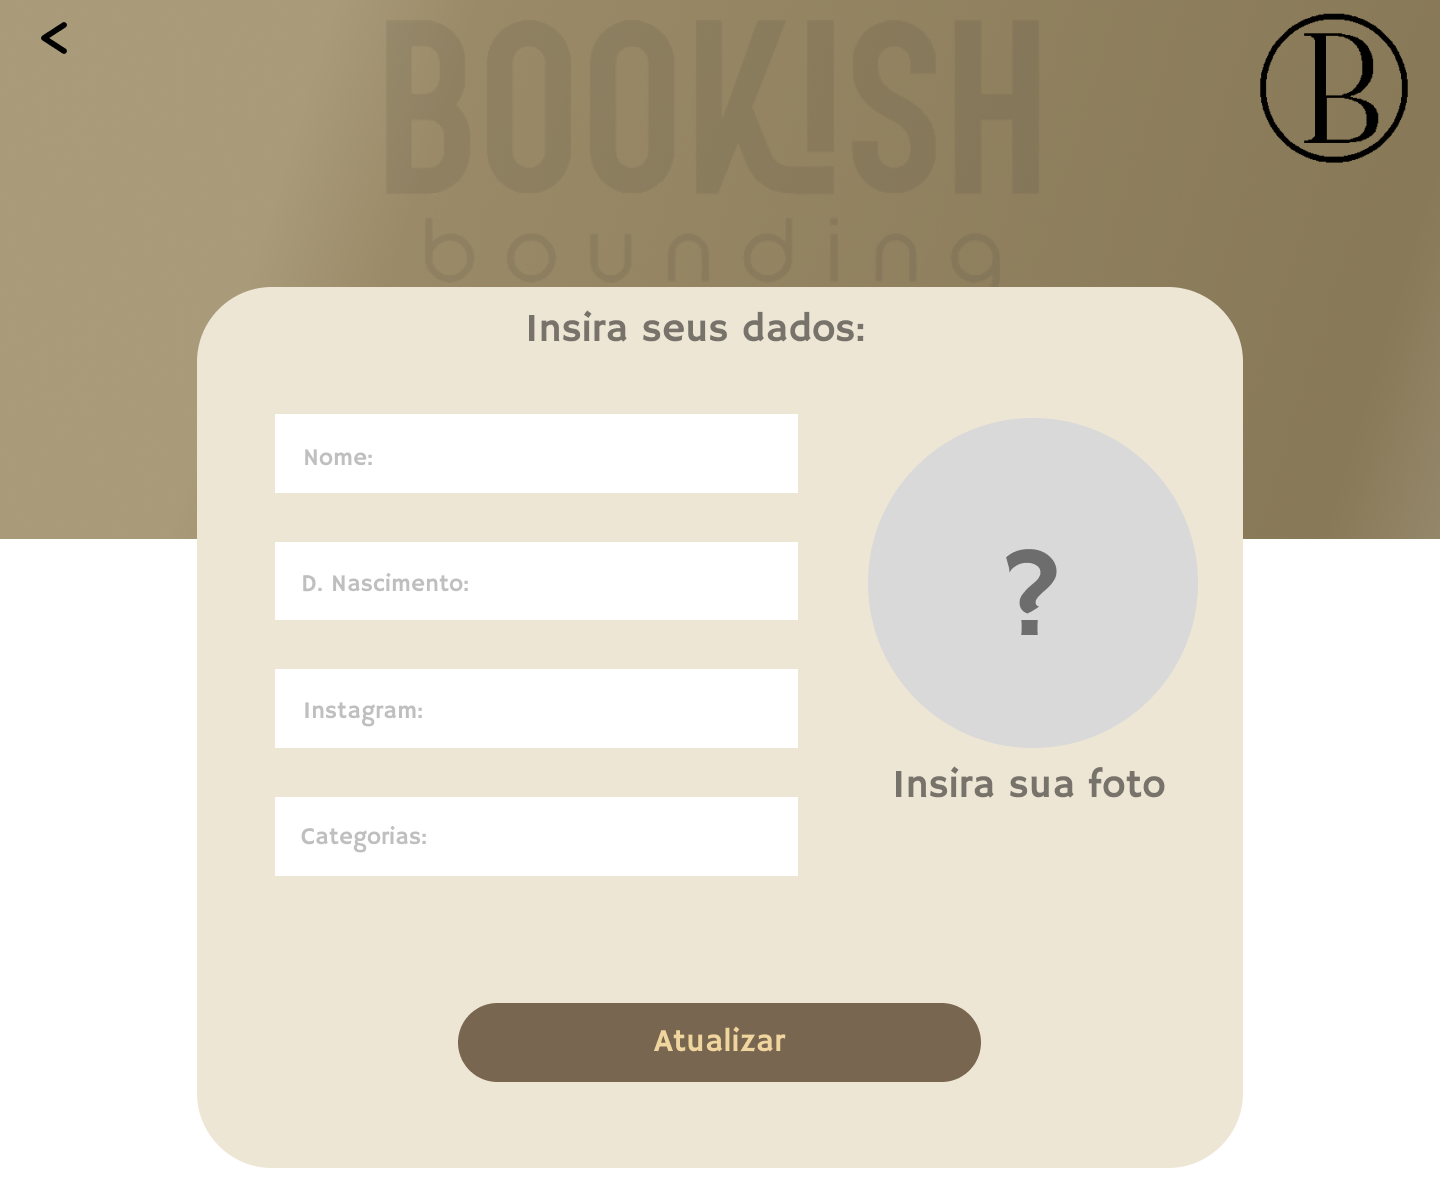 <
BOOKISH
B
bounding
Insira seus dados:
Nome:
D. Nascimento:
Instagram:
Categorias:
?
Insira sua foto
Atualizar